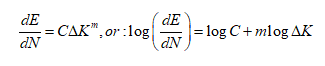 dE/dN = CΔK^m, or : log(dE/dN) = log C + m log ΔK